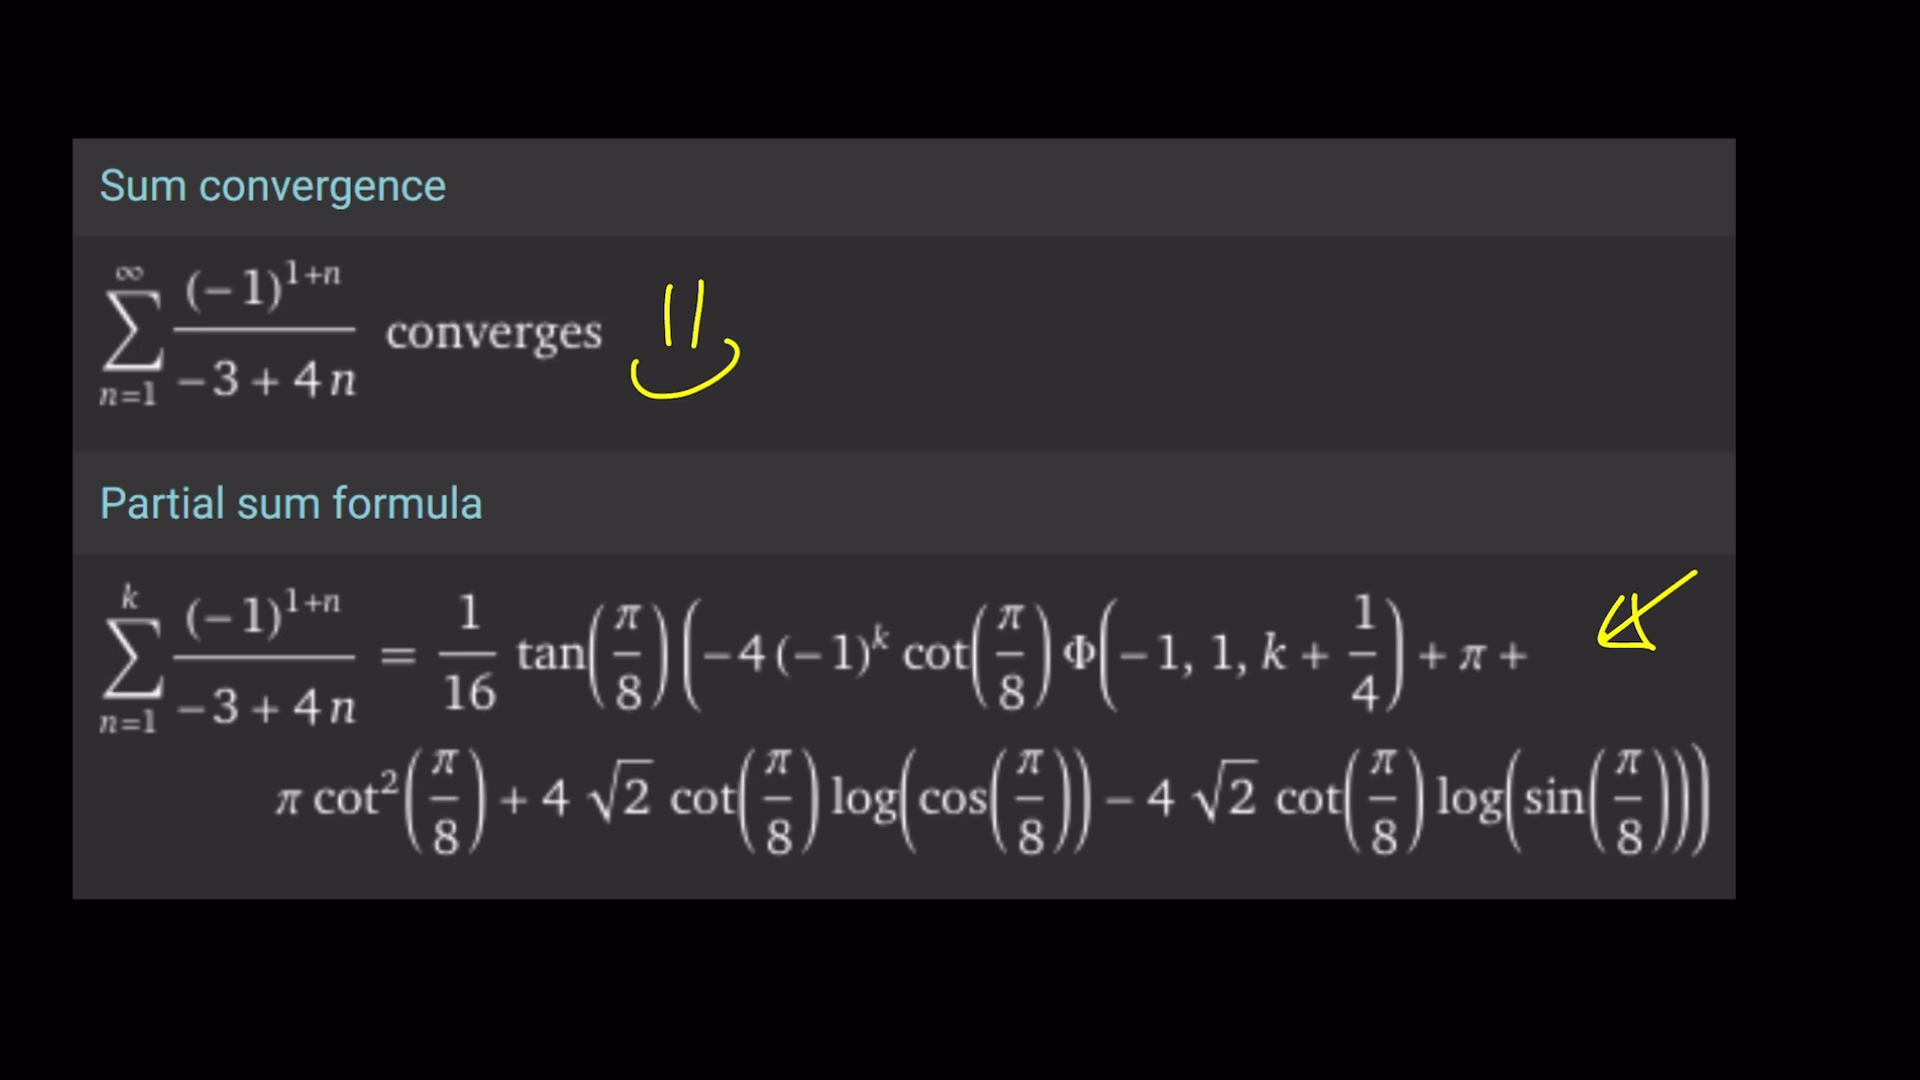 Sum convergence
∑_{n=1}^{∞} (−1)^{1+n} / (−3 + 4 n) converges
Partial sum formula
∑_{n=1}^{k} (−1)^{1+n} / (−3 + 4 n) = 1/16 tan(π/8) (−4 (−1)^k cot(π/8) Φ(−1, 1, k + 1/4) + π +
π cot²(π/8) + 4 √2 cot(π/8) log(cos(π/8)) − 4 √2 cot(π/8) log(sin(π/8)))